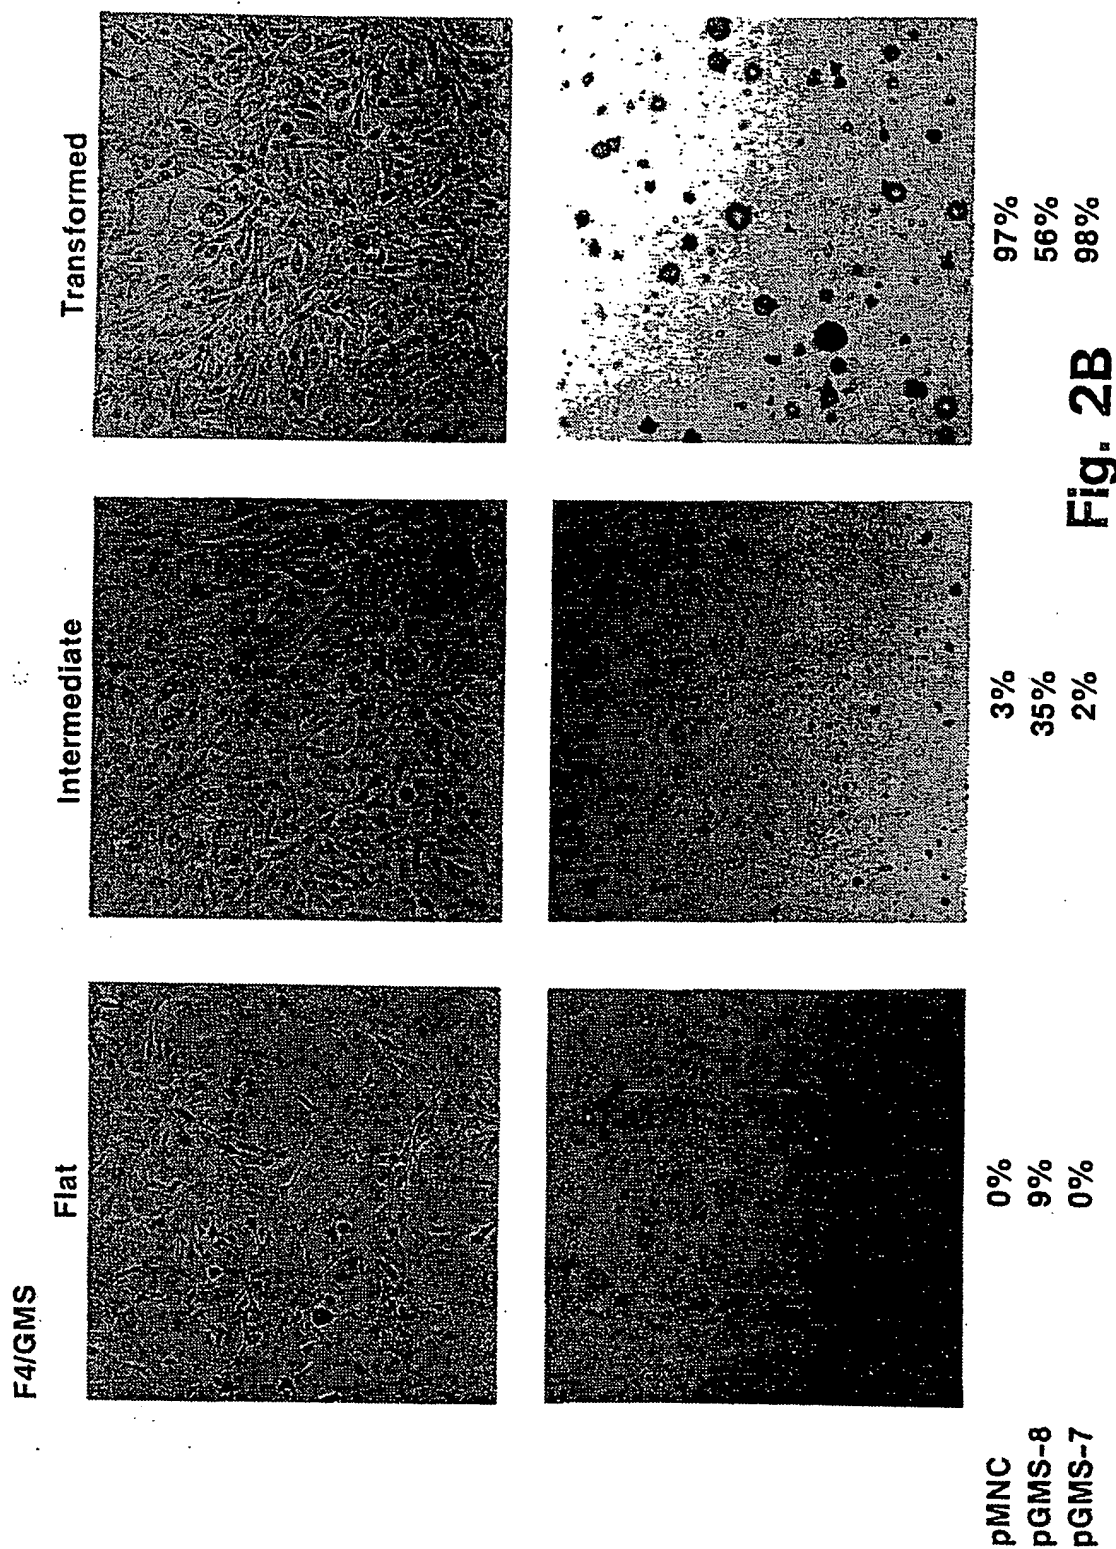 F4/GMS
Flat Intermediate Transformed
pMNC 0% 3% 97%
pGMS-8 9% 35% 56%
pGMS-7 0% 2% 98%
Fig. 2B